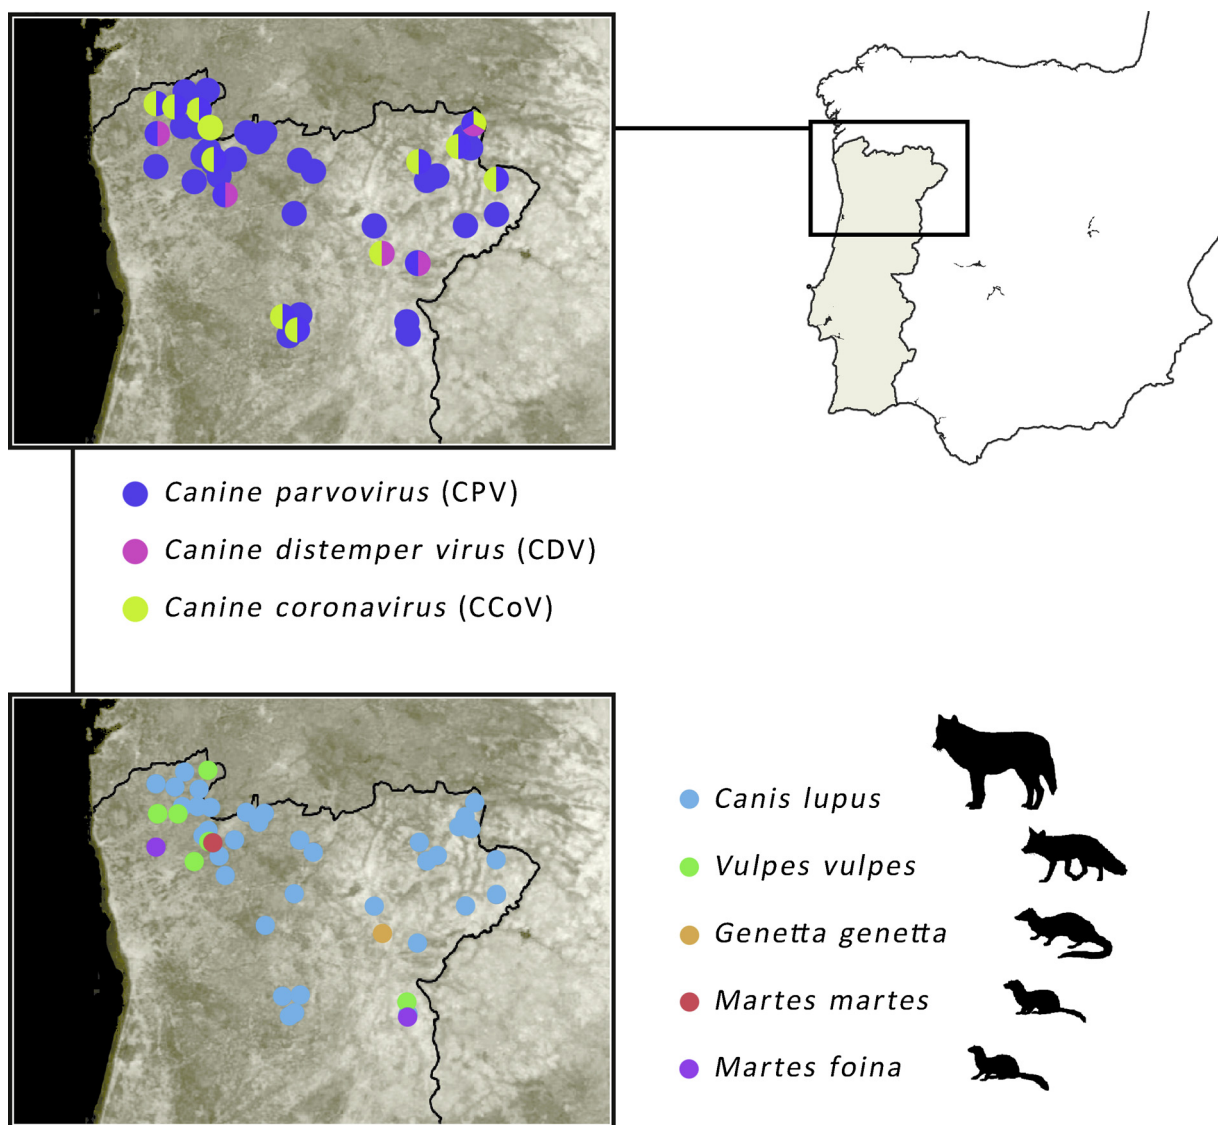 Canine parvovirus (CPV)
Canine distemper virus (CDV)
Canine coronavirus (CCoV)
Canis lupus
Vulpes vulpes
Genetta genetta
Martes martes
Martes foina